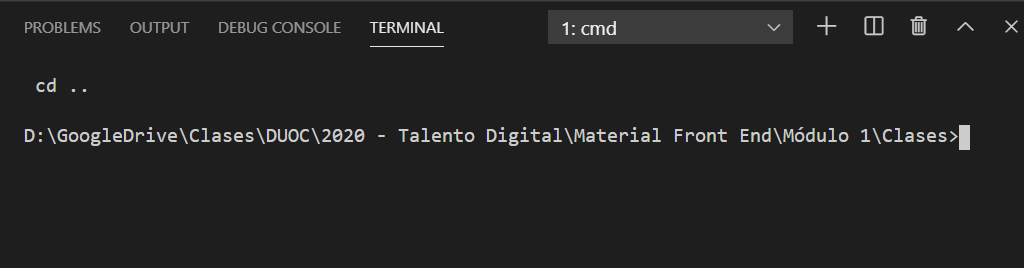 PROBLEMS OUTPUT DEBUG CONSOLE TERMINAL 1: cmd
cd ..
D:\GoogleDrive\Clases\DUOC\2020 - Talento Digital\Material Front End\Módulo 1\Clases>